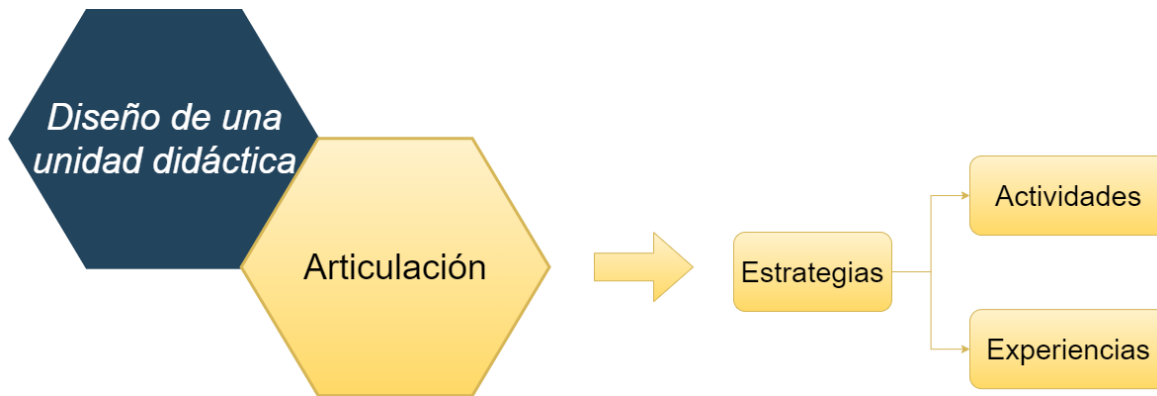 Diseño de una
unidad didáctica
Articulación
Estrategias
Actividades
Experiencias